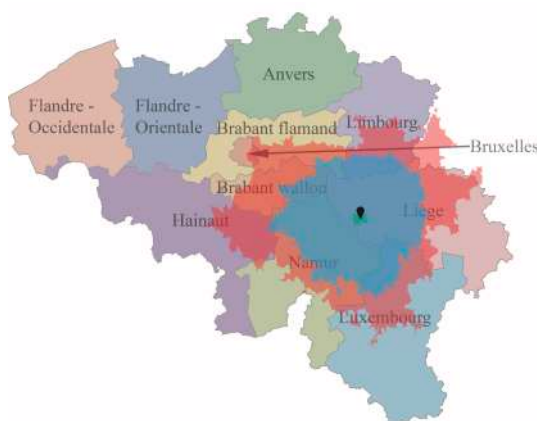 Anvers
Flandre -
Occidentale
Flandre -
Orientale
Brabant flamand
Limbourg
Bruxelles
Brabant wallon
Hainaut
Liège
Namur
Luxembourg